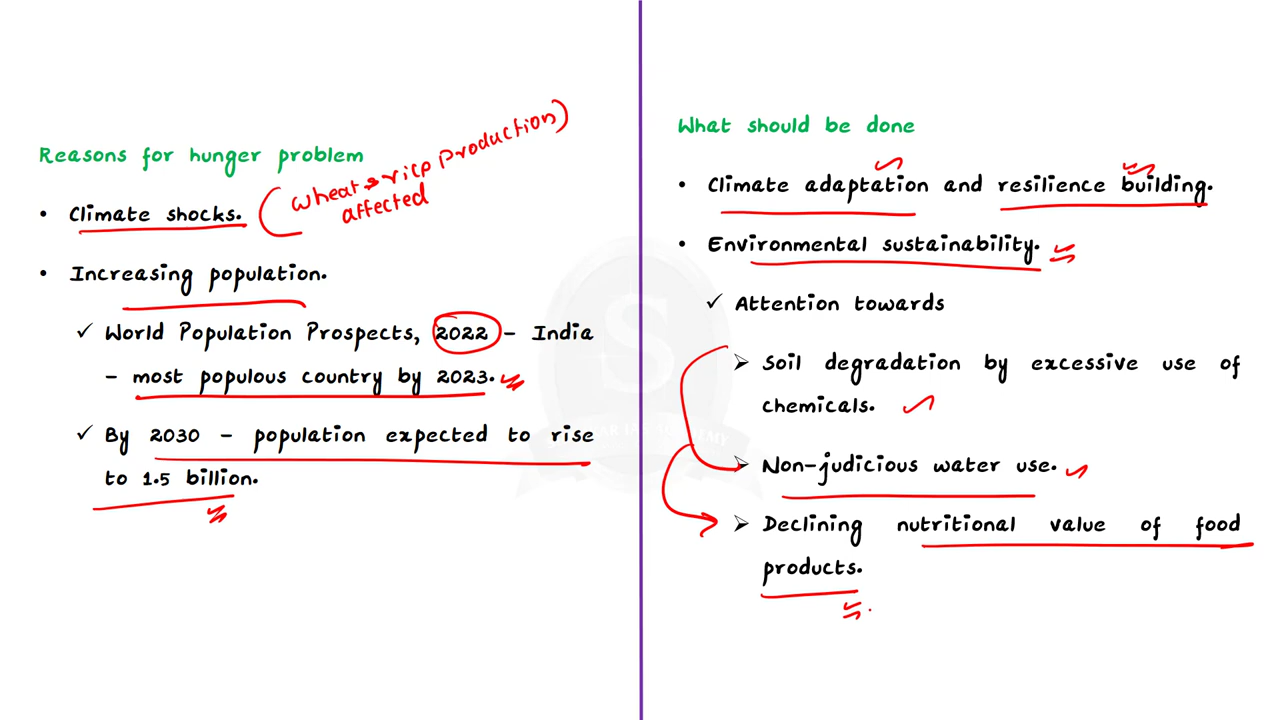 Reasons for hunger problem
• Climate shocks. (wheat & rice production)
affected
• Increasing population.
✓ World Population Prospects, 2022 – India
– most populous country by 2023.
✓ By 2030 – population expected to rise
to 1.5 billion.
What should be done
• Climate adaptation and resilience building.
• Environmental sustainability.
✓ Attention towards
➢ Soil degradation by excessive use of
chemicals.
➢ Non-judicious water use.
➢ Declining nutritional value of food
products.